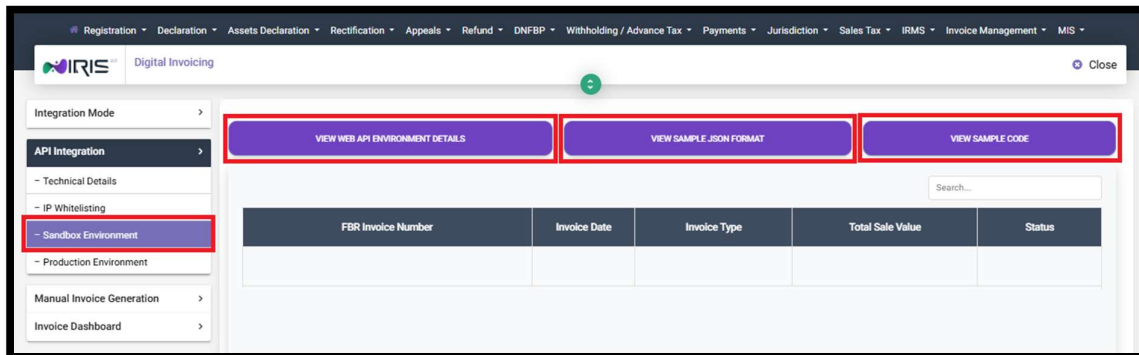 Registration Declaration Assets Declaration Rectification Appeals Refund DNFBP Withholding / Advance Tax Payments Jurisdiction Sales Tax IRMS Invoice Management MIS
IRIS Digital Invoicing Close
Integration Mode
API Integration
– Technical Details
– IP Whitelisting
– Sandbox Environment
– Production Environment
Manual Invoice Generation
Invoice Dashboard
VIEW WEB API ENVIRONMENT DETAILS VIEW SAMPLE JSON FORMAT VIEW SAMPLE CODE
Search...
FBR Invoice Number Invoice Date Invoice Type Total Sale Value Status